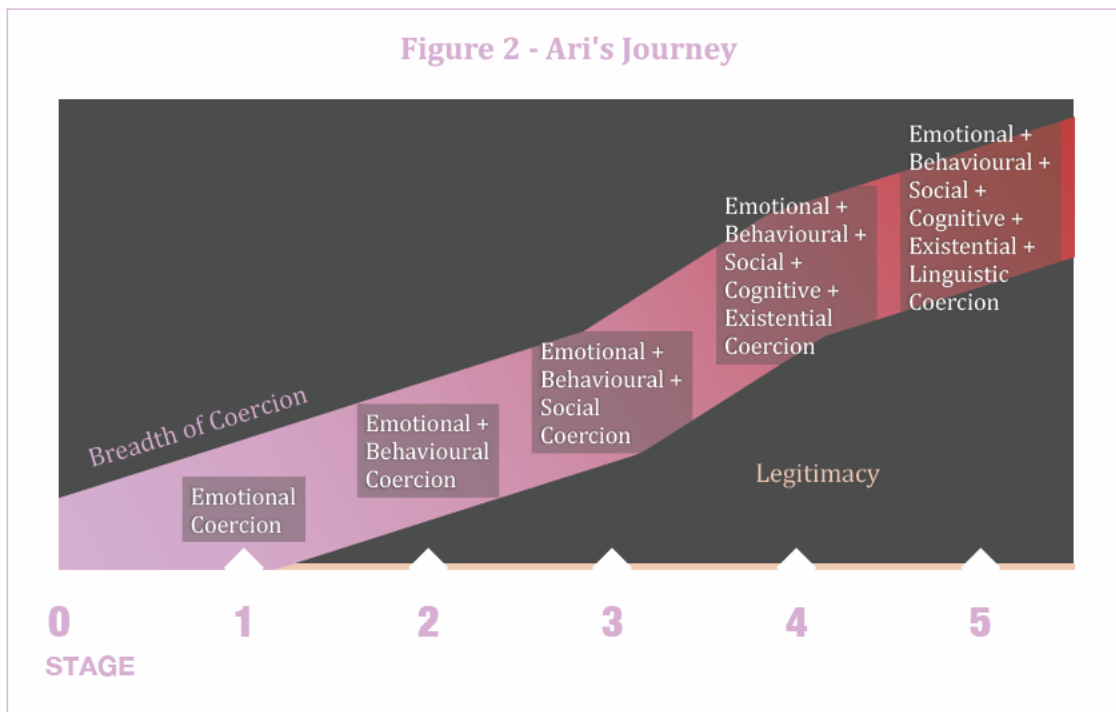 Figure 2 - Ari's Journey
Breadth of Coercion
Emotional
Coercion
Emotional +
Behavioural
Coercion
Emotional +
Behavioural +
Social
Coercion
Emotional +
Behavioural +
Social +
Cognitive +
Existential
Coercion
Emotional +
Behavioural +
Social +
Cognitive +
Existential +
Linguistic
Coercion
Legitimacy
0 1 2 3 4 5
STAGE